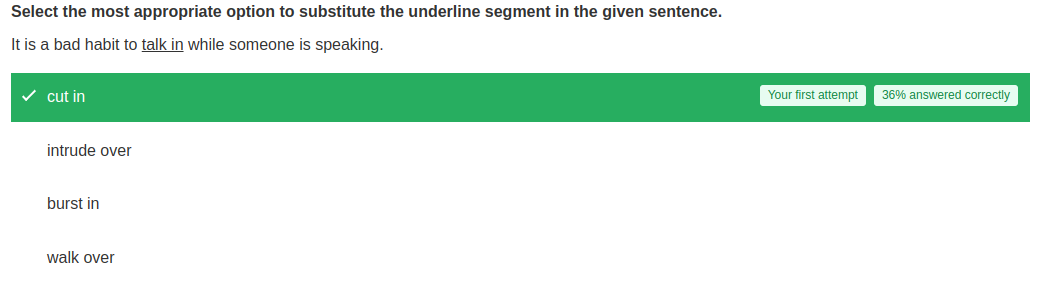 Select the most appropriate option to substitute the underline segment in the given sentence.
It is a bad habit to talk in while someone is speaking.
cut in Your first attempt 36% answered correctly
intrude over
burst in
walk over